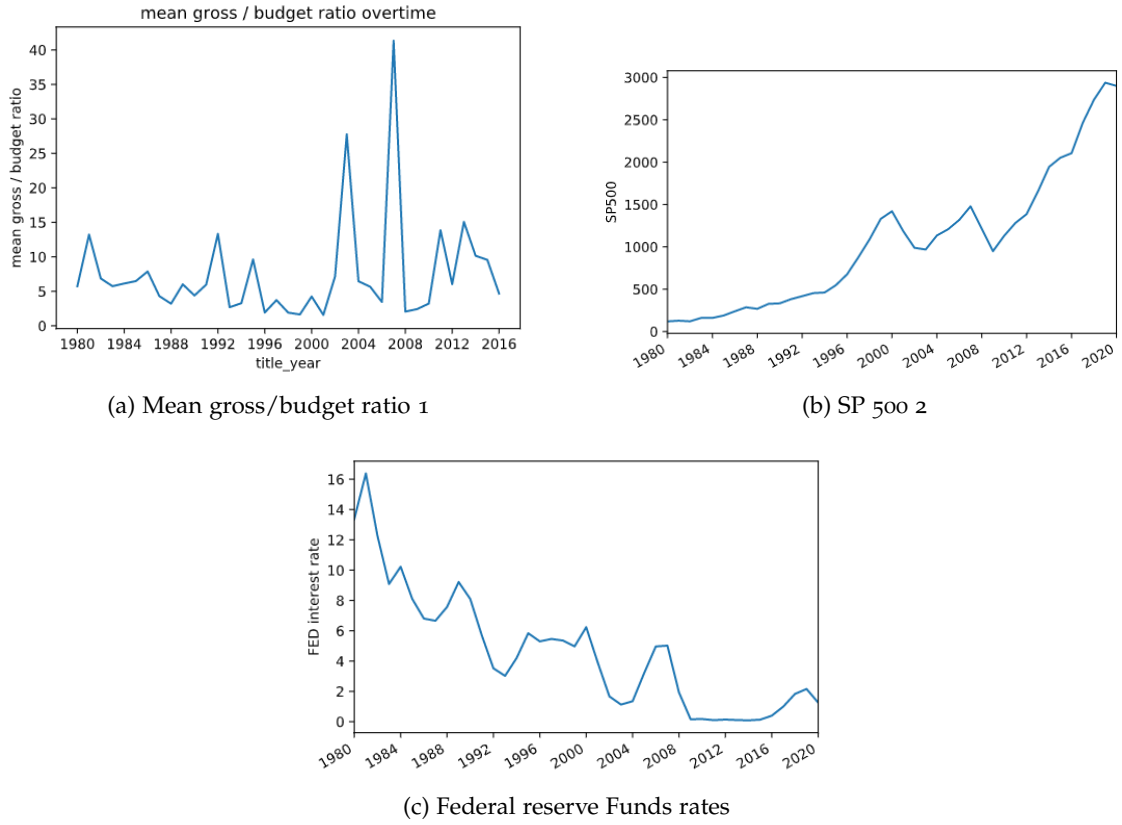 mean gross / budget ratio overtime
mean gross / budget ratio
40
35
30
25
20
15
10
5
0
1980 1984 1988 1992 1996 2000 2004 2008 2012 2016
title_year
(a) Mean gross/budget ratio 1
SP500
3000
2500
2000
1500
1000
500
0
1980 1984 1988 1992 1996 2000 2004 2008 2012 2016 2020
(b) SP 500 2
FED interest rate
16
14
12
10
8
6
4
2
0
1980 1984 1988 1992 1996 2000 2004 2008 2012 2016 2020
(c) Federal reserve Funds rates